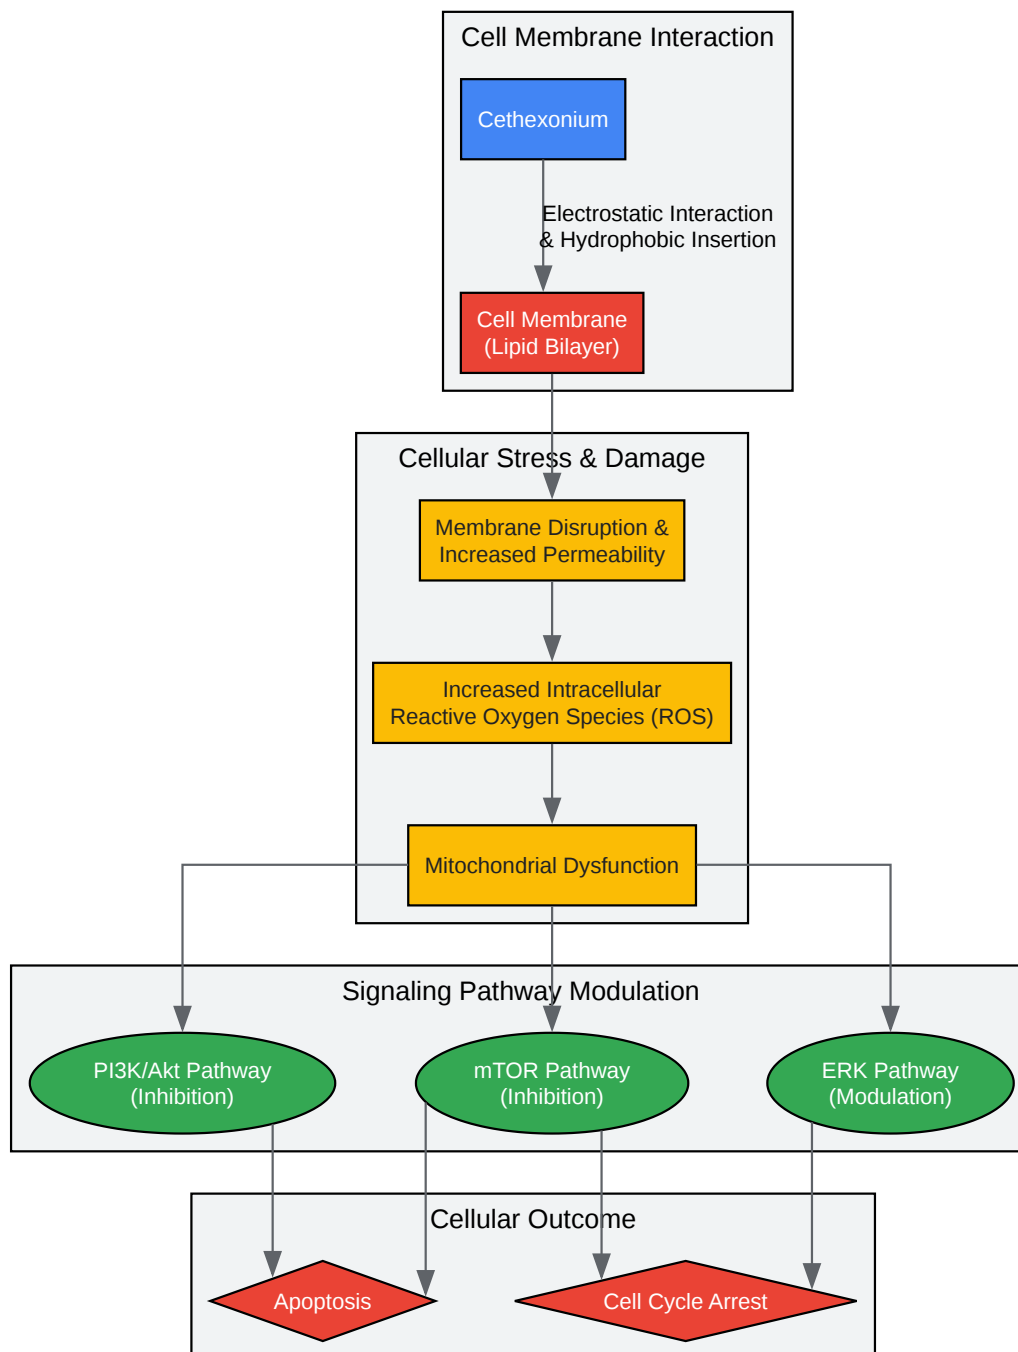 Cell Membrane Interaction
Cethexonium
Electrostatic Interaction
& Hydrophobic Insertion
Cell Membrane
(Lipid Bilayer)
Cellular Stress & Damage
Membrane Disruption &
Increased Permeability
Increased Intracellular
Reactive Oxygen Species (ROS)
Mitochondrial Dysfunction
Signaling Pathway Modulation
PI3K/Akt Pathway
(Inhibition)
mTOR Pathway
(Inhibition)
ERK Pathway
(Modulation)
Cellular Outcome
Apoptosis
Cell Cycle Arrest